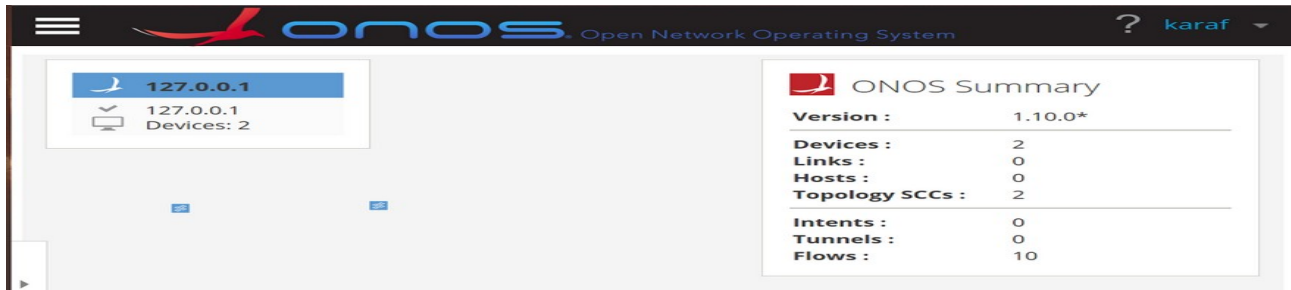 onos. Open Network Operating System ? karaf
127.0.0.1
127.0.0.1
Devices: 2
ONOS Summary
Version : 1.10.0*
Devices : 2
Links : 0
Hosts : 0
Topology SCCs : 2
Intents : 0
Tunnels : 0
Flows : 10